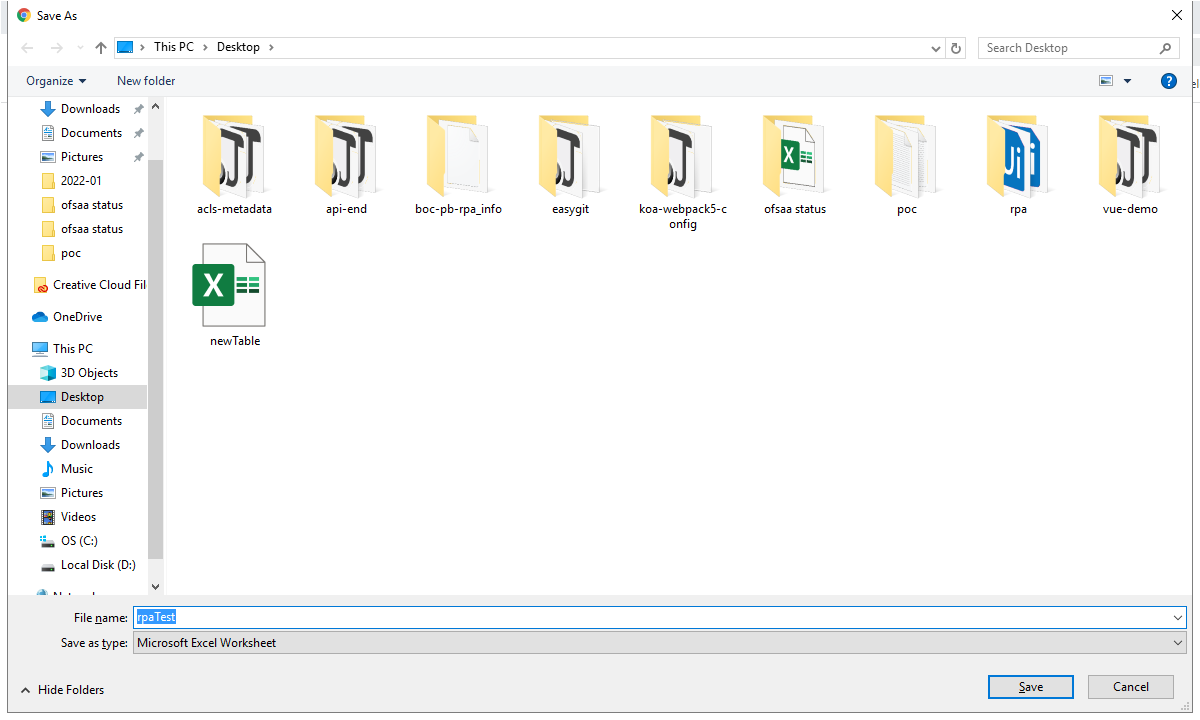 Save As
This PC
Desktop
Search Desktop
Organize
New folder
Downloads
Documents
Pictures
2022-01
ofsaa status
ofsaa status
poc
Creative Cloud Fil
OneDrive
This PC
3D Objects
Desktop
Documents
Downloads
Music
Pictures
Videos
OS (C:)
Local Disk (D:)
acls-metadata
api-end
boc-pb-rpa_info
easygit
koa-webpack5-c
onfig
ofsaa status
poc
rpa
vue-demo
newTable
File name:
rpaTest
Save as type:
Microsoft Excel Worksheet
Hide Folders
Save
Cancel